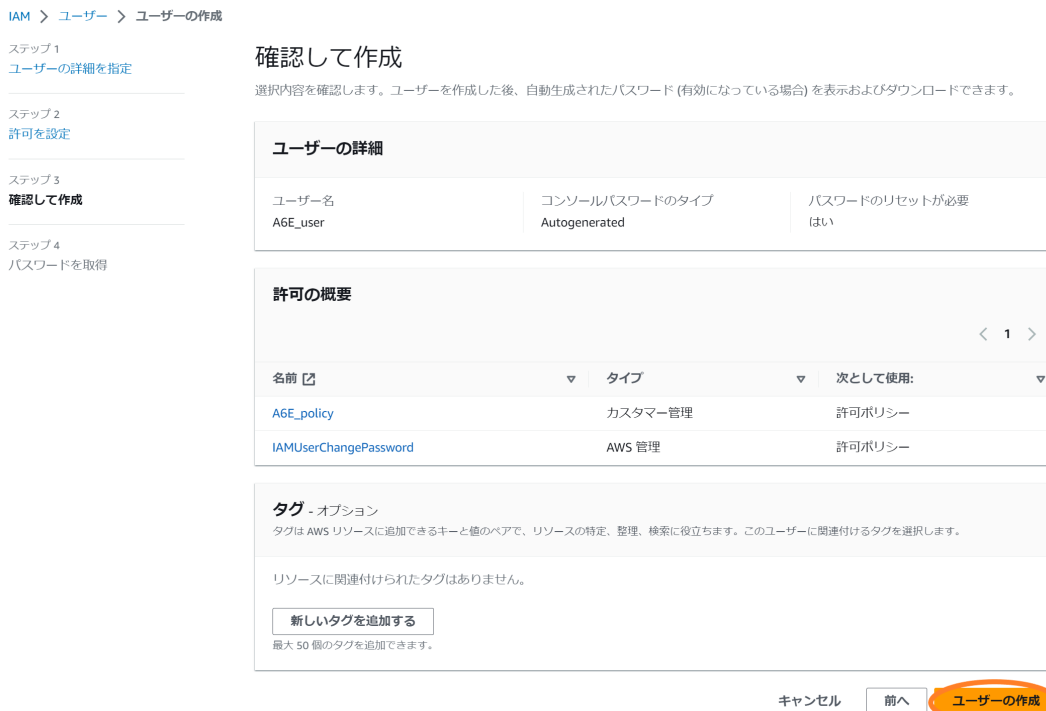 IAM > ユーザー > ユーザーの作成
ステップ 1
ユーザーの詳細を指定
ステップ 2
許可を設定
ステップ 3
確認して作成
ステップ 4
パスワードを取得
確認して作成
選択内容を確認します。ユーザーを作成した後、自動生成されたパスワード (有効になっている場合) を表示およびダウンロードできます。
ユーザーの詳細
ユーザー名
A6E_user
コンソールパスワードのタイプ
Autogenerated
パスワードのリセットが必要
はい
許可の概要
< 1 >
名前 タイプ 次として使用:
A6E_policy カスタマー管理 許可ポリシー
IAMUserChangePassword AWS 管理 許可ポリシー
タグ - オプション
タグは AWS リソースに追加できるキーと値のペアで、リソースの特定、整理、検索に役立ちます。このユーザーに関連付けるタグを選択します。
リソースに関連付けられたタグはありません。
新しいタグを追加する
最大 50 個のタグを追加できます。
キャンセル 前へ ユーザーの作成